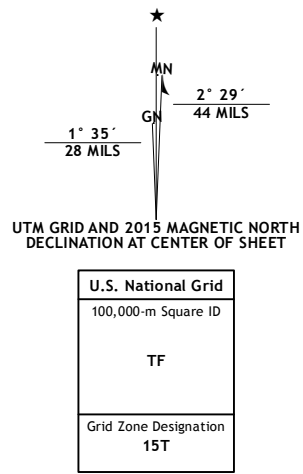 ★
MN
2° 29´
44 MILS
GN
1° 35´
28 MILS
UTM GRID AND 2015 MAGNETIC NORTH
DECLINATION AT CENTER OF SHEET
U.S. National Grid
100,000-m Square ID
TF
Grid Zone Designation
15T